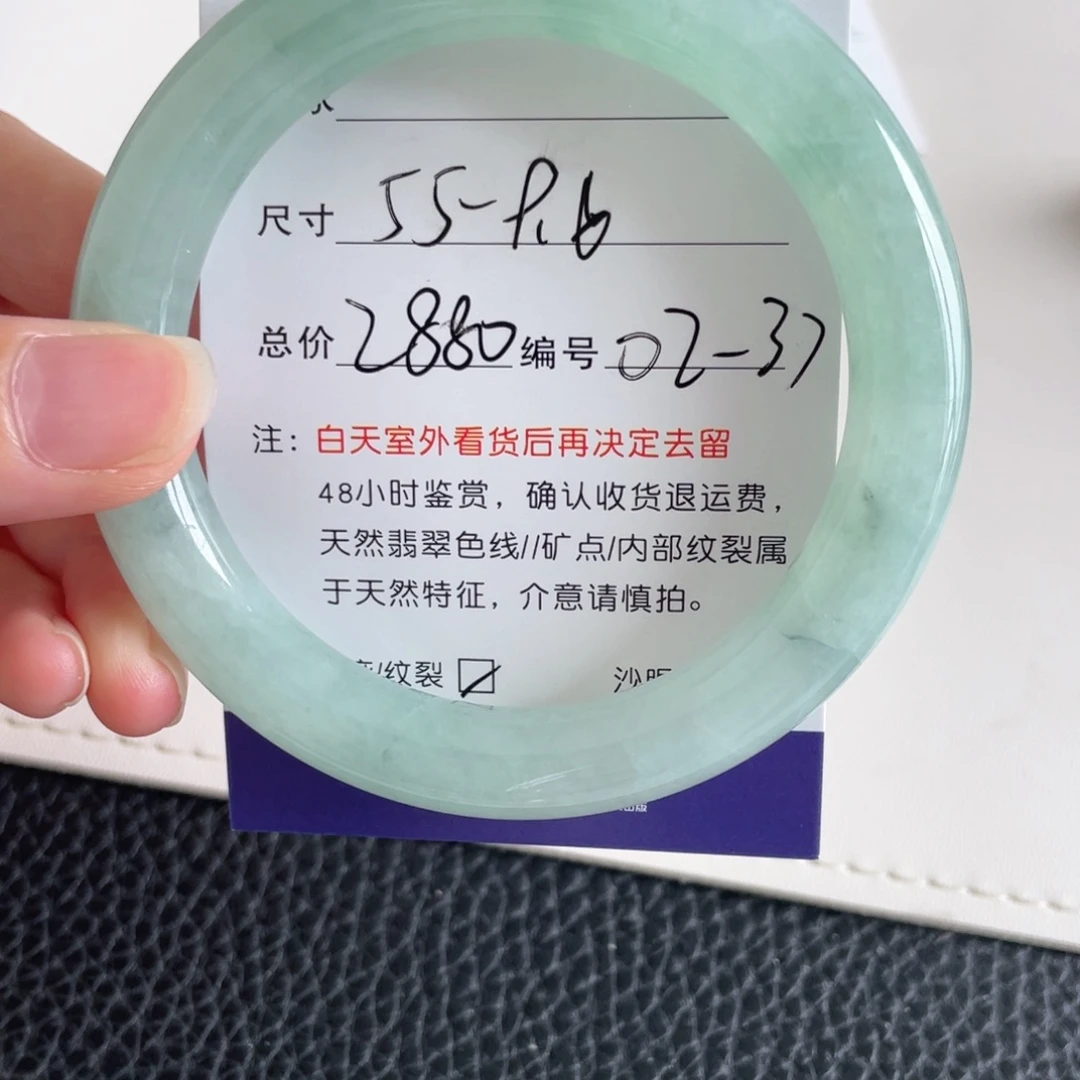 尺寸 55-9.6
总价 2880 编号 02-37
注：白天室外看货后再决定去留
48小时鉴赏，确认收货退运费，
天然翡翠色线//矿点/内部纹裂属
于天然特征，介意请慎拍。
/纹裂